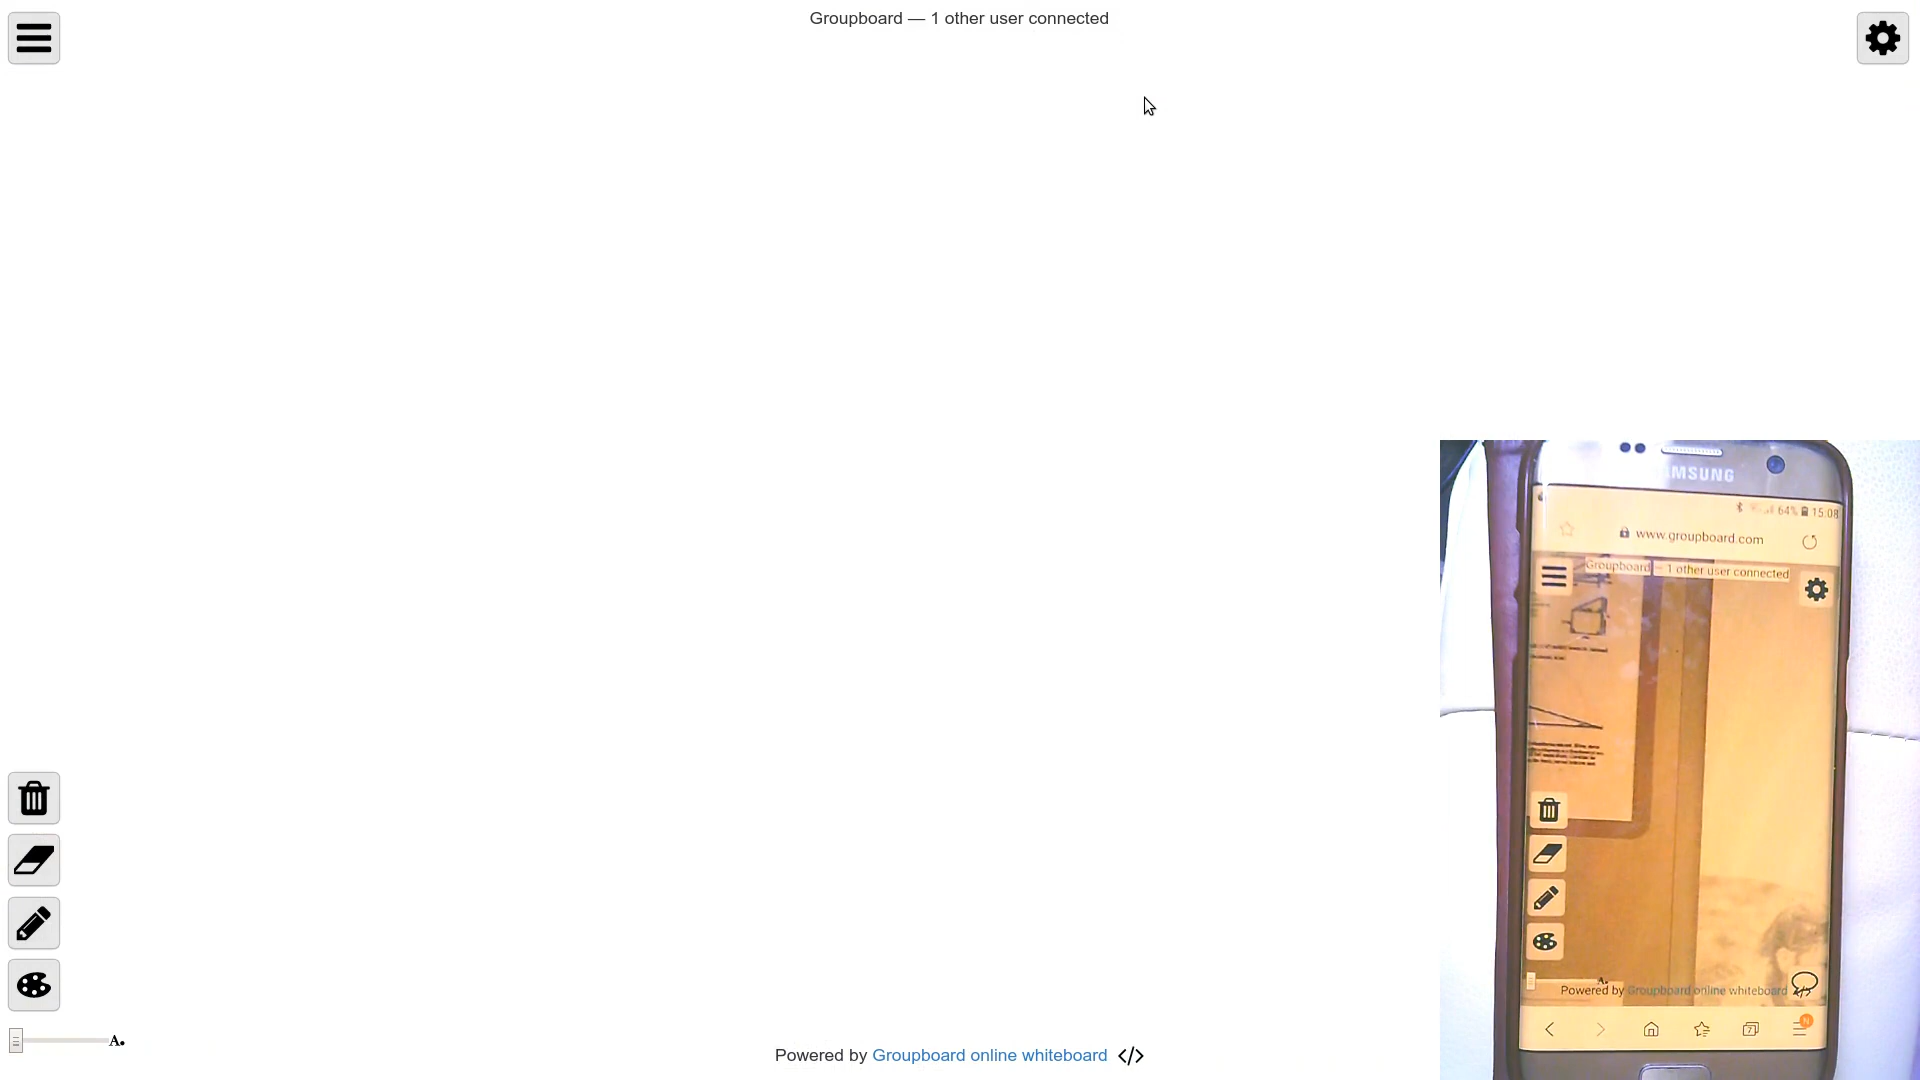 Groupboard — 1 other user connected
A.
Powered by Groupboard online whiteboard </>
MSUNG
64% 15:08
www.groupboard.com
Groupboard — 1 other user connected
A.
Powered by Groupboard online whiteboard
7
N